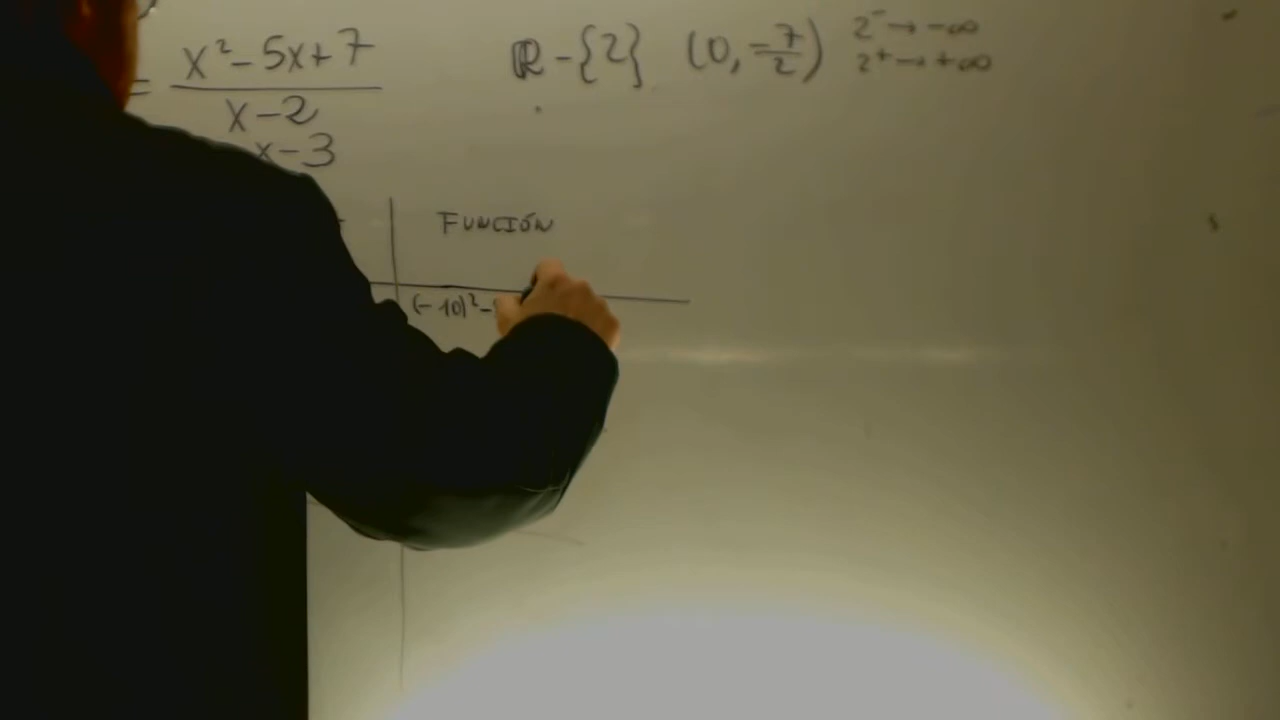 = x² - 5x + 7 / x - 2
x - 3
ℝ - {2} (0, -7/2) 2⁻ → -∞
2⁺ → +∞
FUNCIÓN
(-10)² -